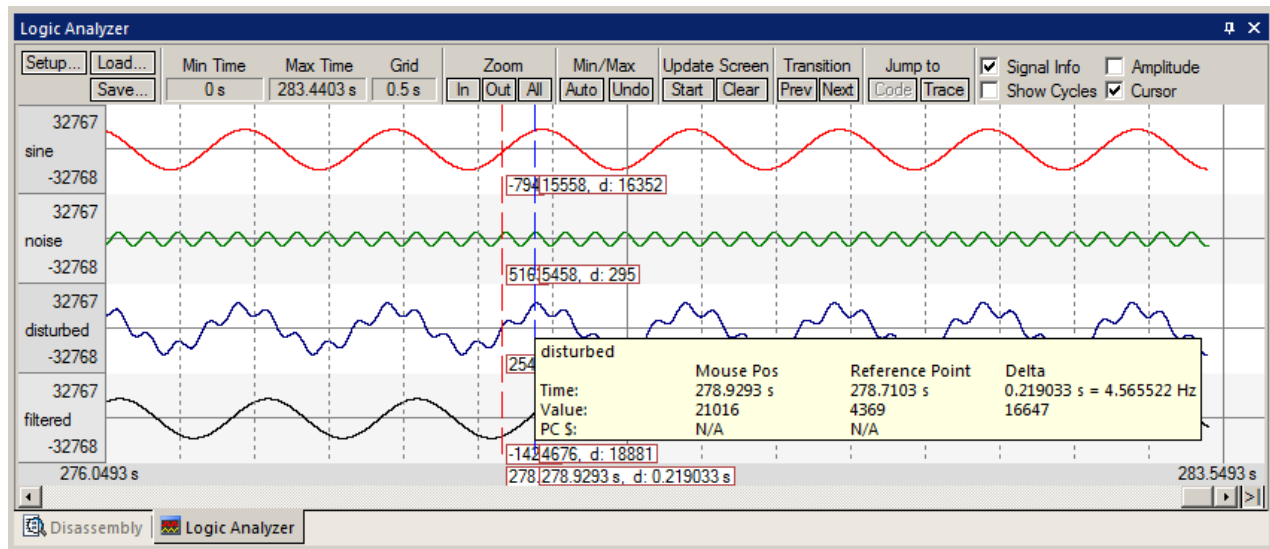 Logic Analyzer
Setup... Load... Min Time Max Time Grid Zoom Min/Max Update Screen Transition Jump to Signal Info Amplitude
Save... 0 s 283.4403 s 0.5 s In Out All Auto Undo Start Clear Prev Next Code Trace Show Cycles Cursor
32767
sine
-32768
-794 15558, d: 16352
32767
noise
-32768
516 5458, d: 295
32767
disturbed
-32768
254
disturbed
Mouse Pos Reference Point Delta
Time: 278.9293 s 278.7103 s 0.219033 s = 4.565522 Hz
Value: 21016 4369 16647
PC $: N/A N/A
32767
filtered
-32768
-142 4676, d: 18881
276.0493 s 278. 278.9293 s, d: 0.219033 s 283.5493 s
Disassembly Logic Analyzer